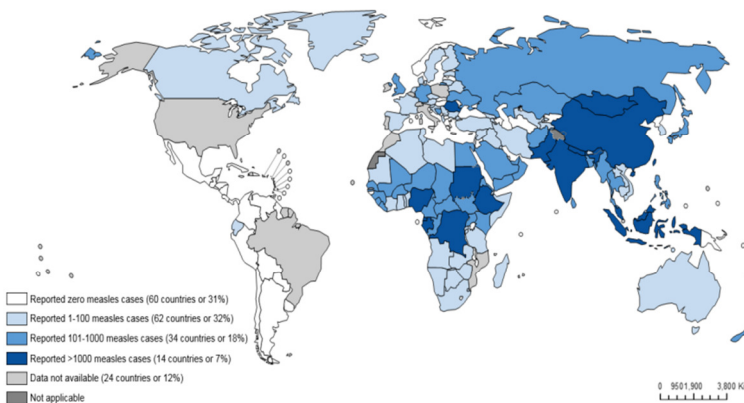 Reported zero measles cases (60 countries or 31%)
Reported 1-100 measles cases (62 countries or 32%)
Reported 101-1000 measles cases (34 countries or 18%)
Reported >1000 measles cases (14 countries or 7%)
Data not available (24 countries or 12%)
Not applicable
0 950 1,900 3,800